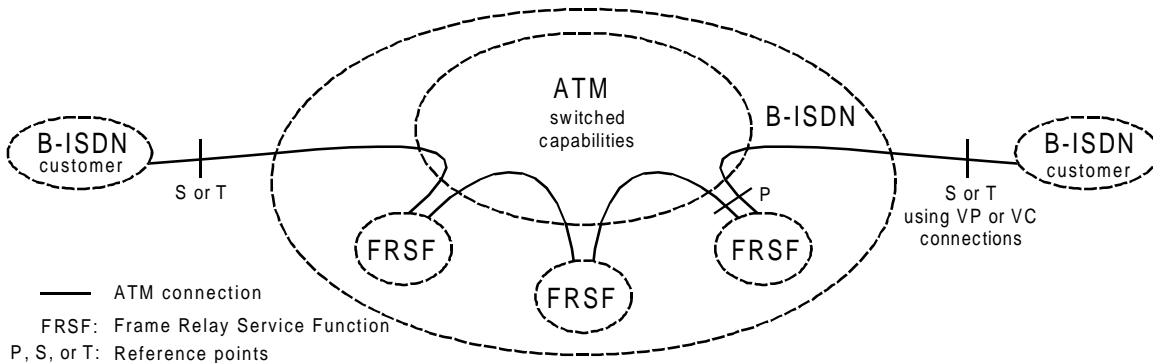 ATM
switched
capabilities
B-ISDN
B-ISDN
customer
S or T
B-ISDN
customer
S or T
using VP or VC
connections
P
FRSF
FRSF
FRSF
ATM connection
FRSF: Frame Relay Service Function
P, S, or T: Reference points